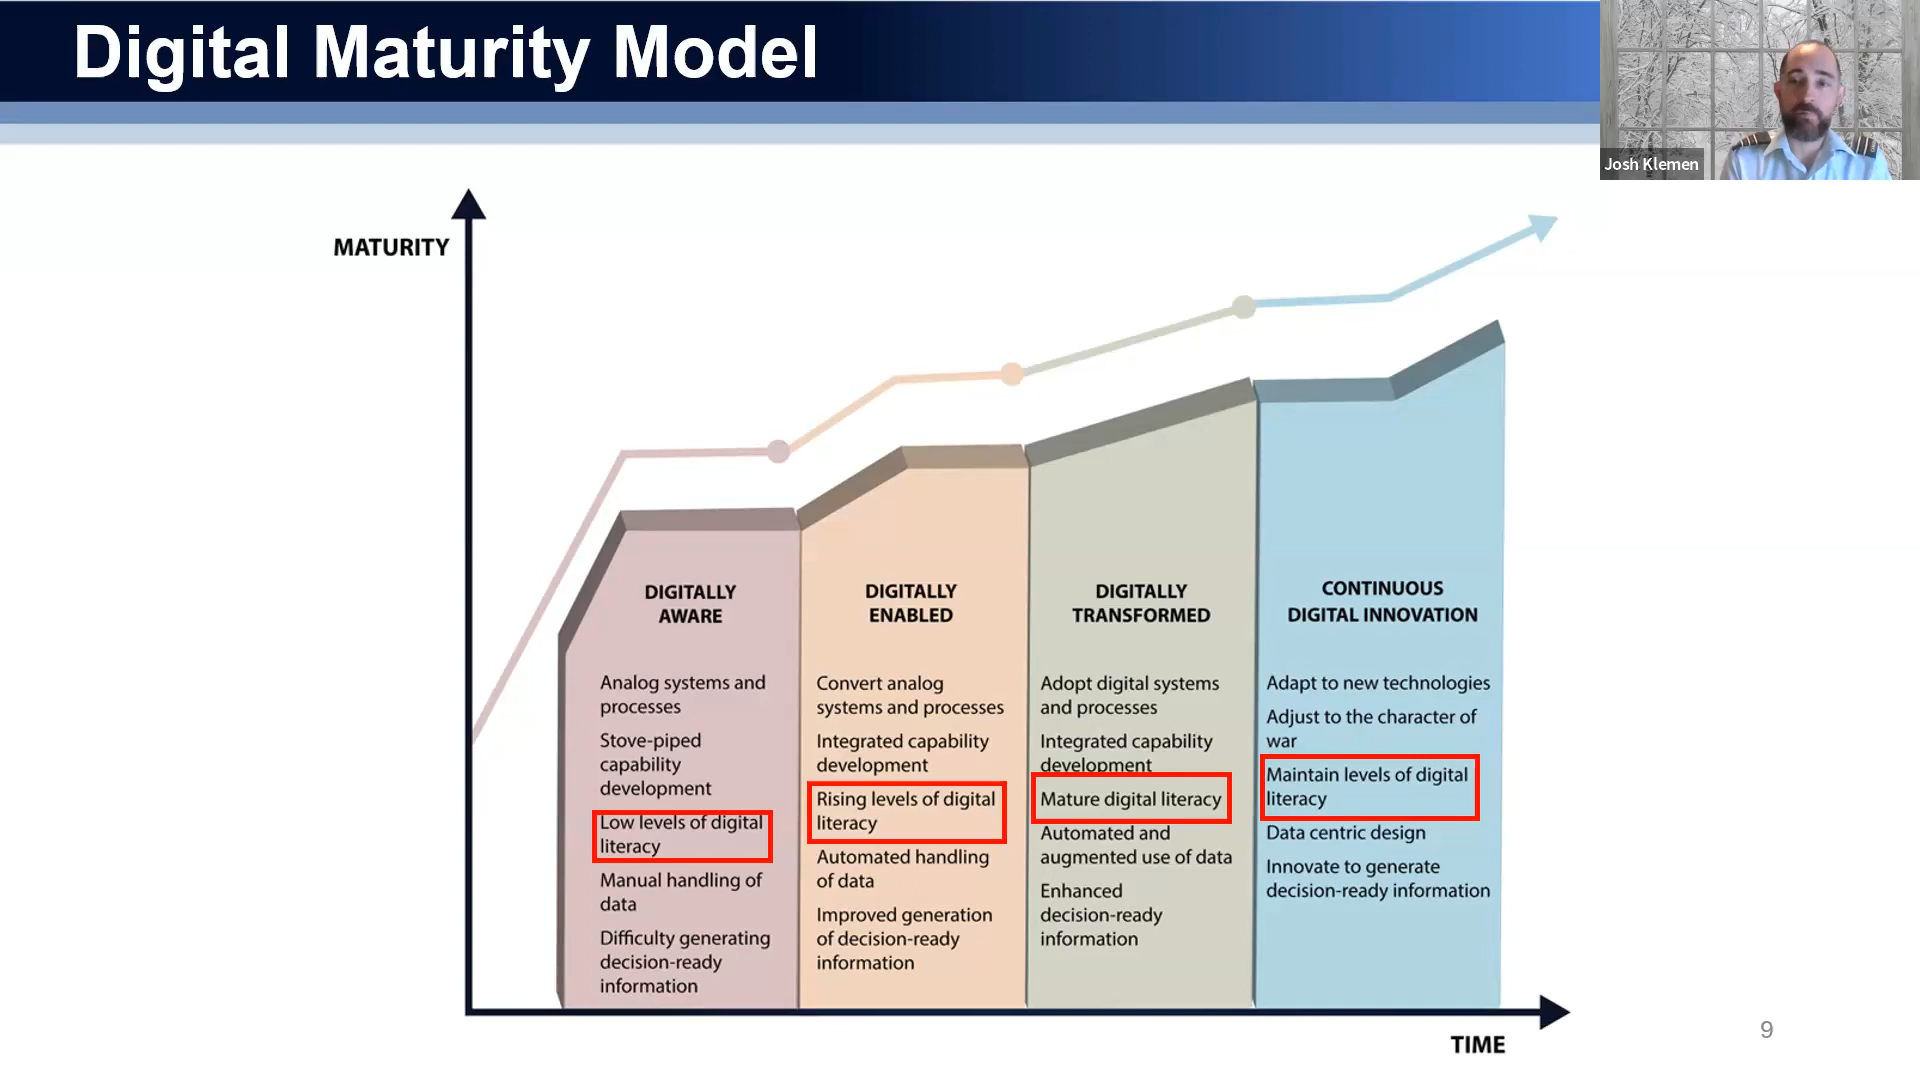 Digital Maturity Model
Josh Klemen
MATURITY
DIGITALLY
AWARE
Analog systems and
processes
Stove-piped
capability
development
Low levels of digital
literacy
Manual handling of
data
Difficulty generating
decision-ready
information
DIGITALLY
ENABLED
Convert analog
systems and processes
Integrated capability
development
Rising levels of digital
literacy
Automated handling
of data
Improved generation
of decision-ready
information
DIGITALLY
TRANSFORMED
Adopt digital systems
and processes
Integrated capability
development
Mature digital literacy
Automated and
augmented use of data
Enhanced
decision-ready
information
CONTINUOUS
DIGITAL INNOVATION
Adapt to new technologies
Adjust to the character of
war
Maintain levels of digital
literacy
Data centric design
Innovate to generate
decision-ready information
TIME
9